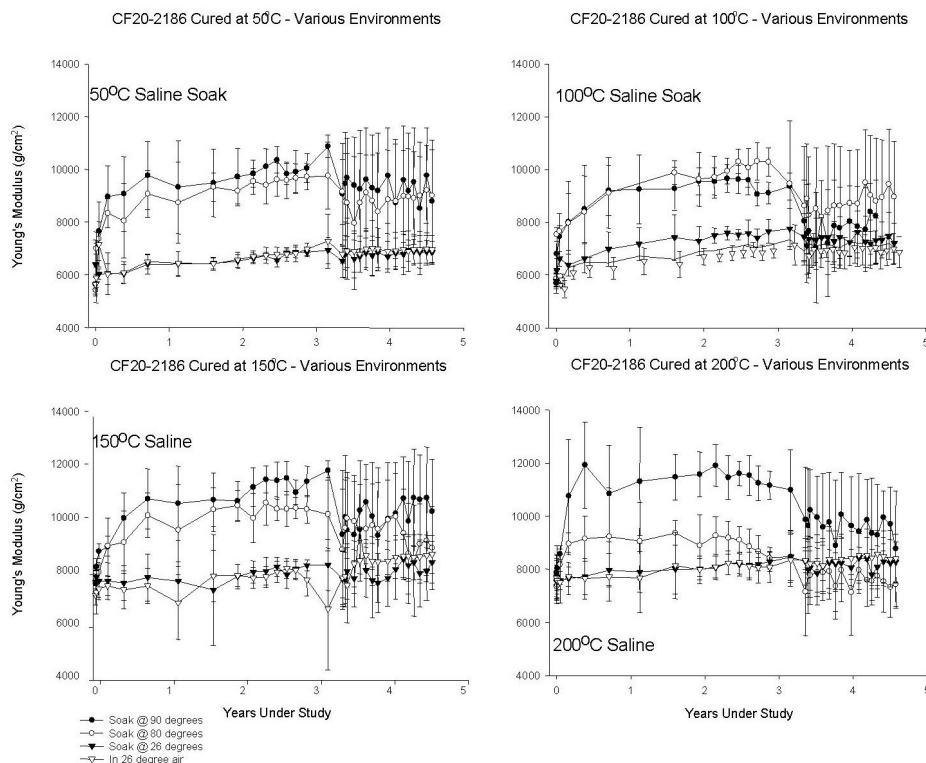 CF20-2186 Cured at 50°C - Various Environments
CF20-2186 Cured at 100°C - Various Environments
14000
12000
10000
8000
6000
4000
Young's Modulus (g/cm²)
50°C Saline Soak
0 1 2 3 4 5
14000
12000
10000
8000
6000
4000
100°C Saline Soak
0 1 2 3 4 5
CF20-2186 Cured at 150°C - Various Environments
CF20-2186 Cured at 200°C - Various Environments
14000
12000
10000
8000
6000
4000
Young's Modulus (g/cm²)
150°C Saline
0 1 2 3 4 5
Years Under Study
14000
12000
10000
8000
6000
4000
200°C Saline
0 1 2 3 4 5
Years Under Study
Soak @ 90 degrees
Soak @ 80 degrees
Soak @ 26 degrees
In 26 degree air